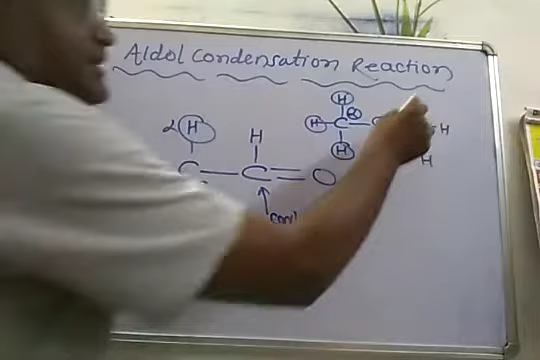 Aldol Condensation Reaction
H
α H H H C C H
H H
H
C — C = O